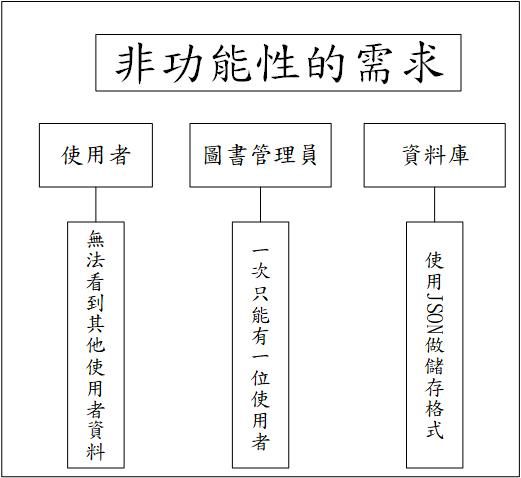 非功能性的需求
使用者
圖書管理員
資料庫
無法看到其他使用者資料
一次只能有一位使用者
使用JSON做儲存格式